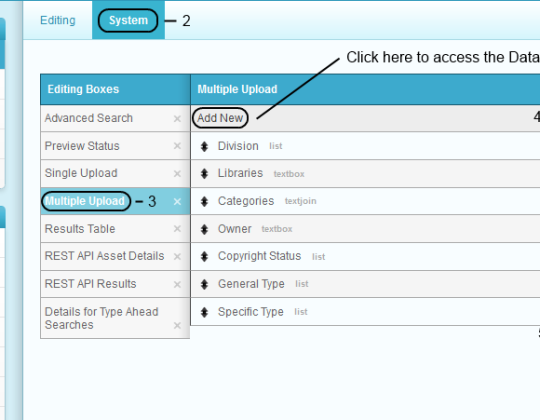 Editing
System
2
Click here to access the Data
Editing Boxes
Multiple Upload
Advanced Search
Add New
4
Preview Status
Division list
Single Upload
Libraries textbox
Multiple Upload
3
Categories textjoin
Results Table
Owner textbox
REST API Asset Details
Copyright Status list
REST API Results
General Type list
Details for Type Ahead
Searches
Specific Type list